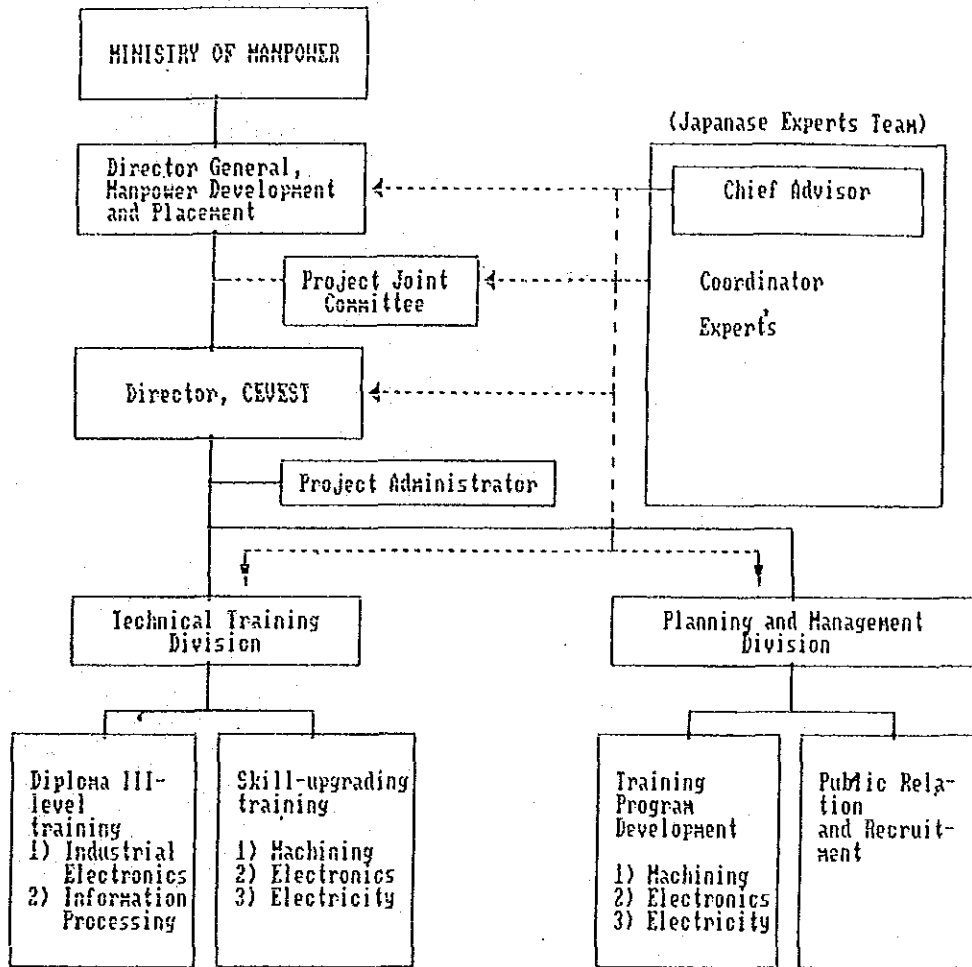 MINISTRY OF MANPOWER
(Japanase Experts Team)
Director General,
Manpower Development
and Placement
Chief Advisor
Project Joint
Committee
Coordinator
Experts
Director, CEVEST
Project Administrator
Technical Training
Division
Planning and Management
Division
Diploma III-
level
training
1) Industrial
Electronics
2) Information
Processing
Skill-upgrading
training
1) Machining
2) Electronics
3) Electricity
Training
Program
Development
1) Machining
2) Electronics
3) Electricity
Public Rela-
tion
and Recruit-
ment